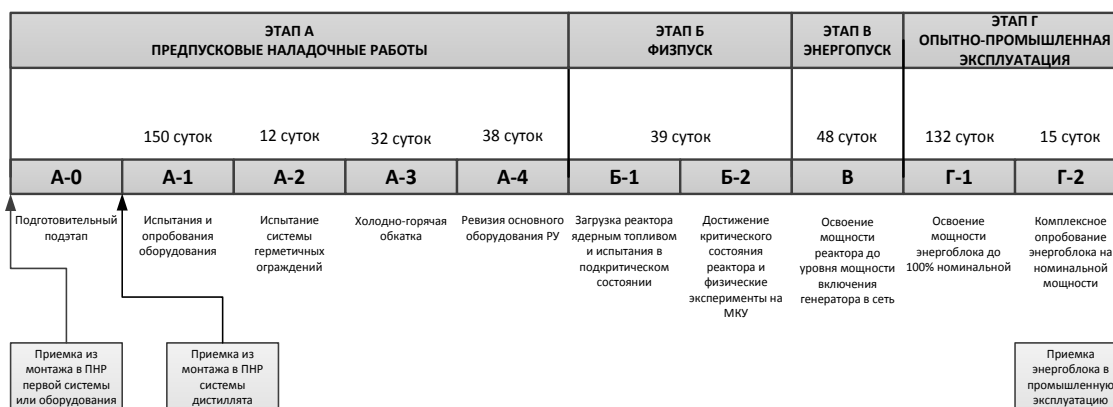 ЭТАП А
ПРЕДПУСКОВЫЕ НАЛАДОЧНЫЕ РАБОТЫ
ЭТАП Б
ФИЗПУСК
ЭТАП В
ЭНЕРГОПУСК
ЭТАП Г
ОПЫТНО-ПРОМЫШЛЕННАЯ
ЭКСПЛУАТАЦИЯ
150 суток
12 суток
32 суток
38 суток
39 суток
48 суток
132 суток
15 суток
А-0
А-1
А-2
А-3
А-4
Б-1
Б-2
В
Г-1
Г-2
Подготовительный
подэтап
Испытания и
опробования
оборудования
Испытание
системы
герметичных
ограждений
Холодно-горячая
обкатка
Ревизия основного
оборудования РУ
Загрузка реактора
ядерным топливом
и испытания в
подкритическом
состоянии
Достижение
критического
состояния
реактора и
физические
эксперименты на
МКУ
Освоение
мощности
реактора до
уровня мощности
включения
генератора в сеть
Освоение
мощности
энергоблока до
100% номинальной
Комплексное
опробование
энергоблока на
номинальной
мощности
Приемка из
монтажа в ПНР
первой системы
или оборудования
Приемка из
монтажа в ПНР
системы
дистиллята
Приемка
энергоблока в
промышленную
эксплуатацию